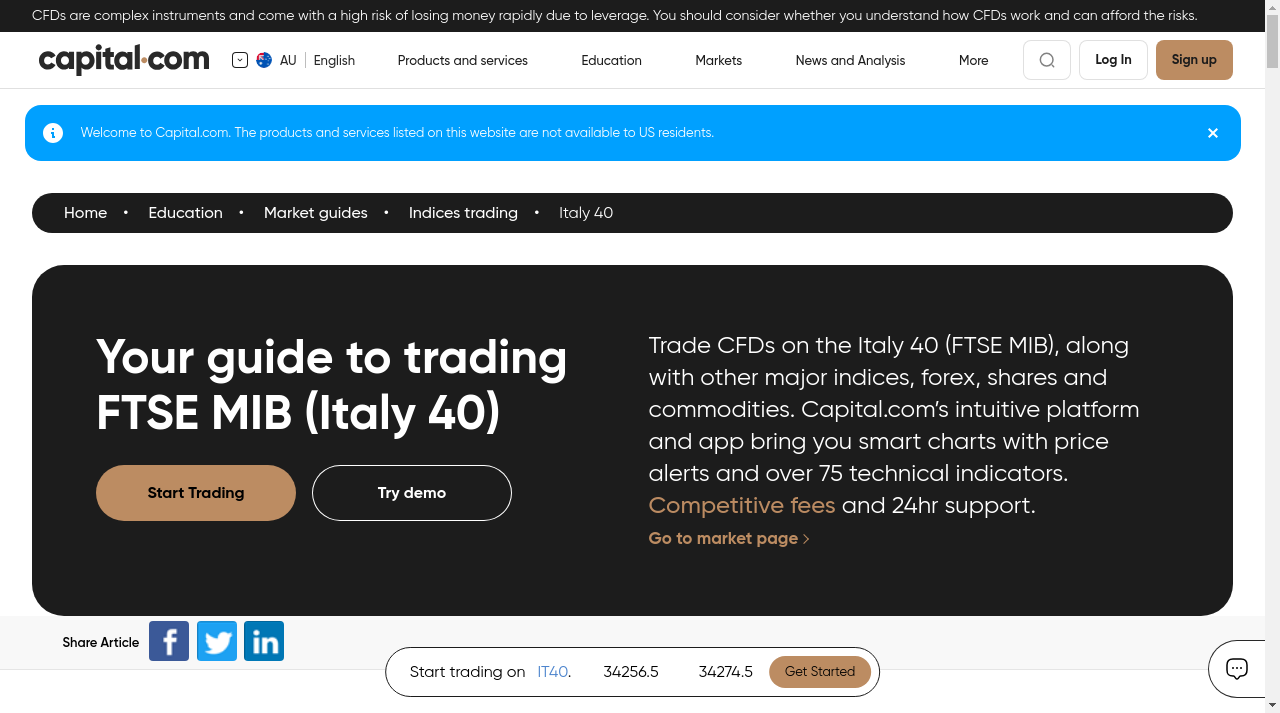 CFDs are complex instruments and come with a high risk of losing money rapidly due to leverage. You should consider whether you understand how CFDs work and can afford the risks.
capital.com AU English Products and services Education Markets News and Analysis More Log In Sign up
Welcome to Capital.com. The products and services listed on this website are not available to US residents.
Home • Education • Market guides • Indices trading • Italy 40
Your guide to trading
FTSE MIB (Italy 40)
Start Trading Try demo
Trade CFDs on the Italy 40 (FTSE MIB), along
with other major indices, forex, shares and
commodities. Capital.com’s intuitive platform
and app bring you smart charts with price
alerts and over 75 technical indicators.
Competitive fees and 24hr support.
Go to market page
Share Article
Start trading on IT40. 34256.5 34274.5 Get Started